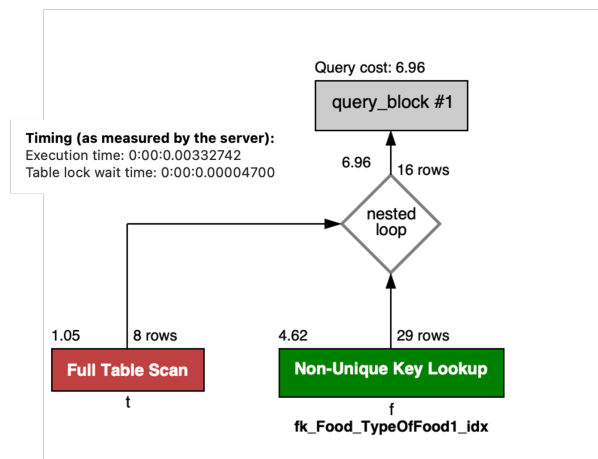 Query cost: 6.96
query_block #1
Timing (as measured by the server):
Execution time: 0:00:0.00332742
Table lock wait time: 0:00:0.00004700
6.96
16 rows
nested
loop
1.05
8 rows
4.62
29 rows
Full Table Scan
Non-Unique Key Lookup
t
f
fk_Food_TypeOfFood1_idx